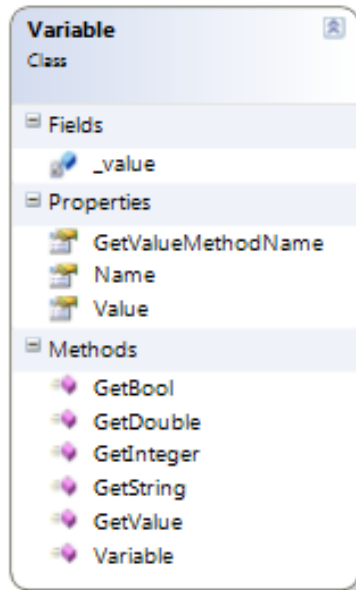 Variable
Class
Fields
_value
Properties
GetValueMethodName
Name
Value
Methods
GetBool
GetDouble
GetInteger
GetString
GetValue
Variable